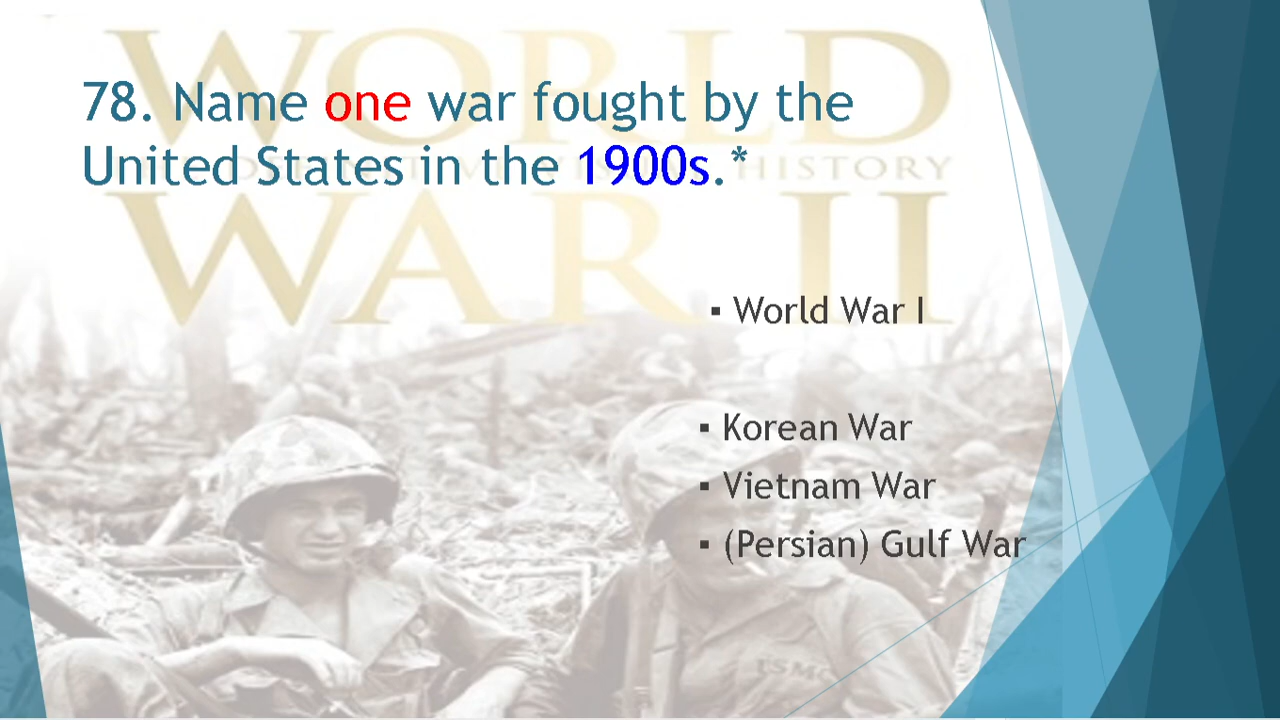 WORLD
78. Name one war fought by the
United States in the 1900s.*
HISTORY
WAR II
▪ World War I
▪ Korean War
▪ Vietnam War
▪ (Persian) Gulf War
USMC